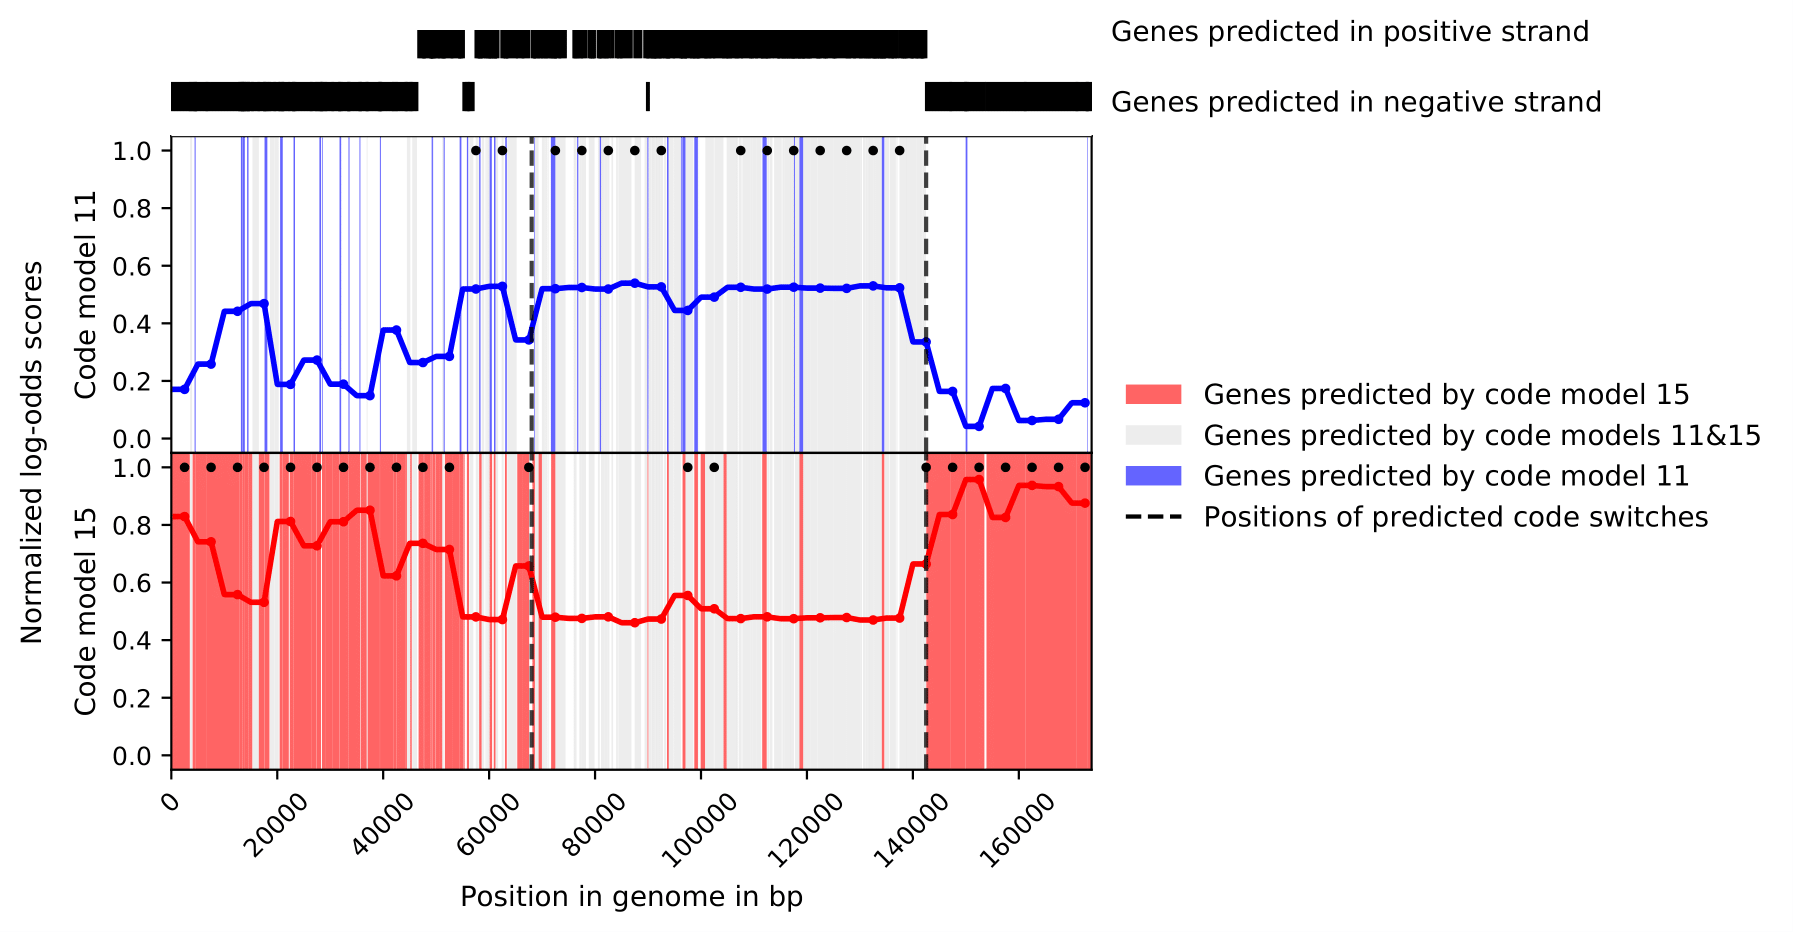 Genes predicted in positive strand
Genes predicted in negative strand
Normalized log-odds scores
Code model 11
1.0
0.8
0.6
0.4
0.2
0.0
Code model 15
1.0
0.8
0.6
0.4
0.2
0.0
Genes predicted by code model 15
Genes predicted by code models 11&15
Genes predicted by code model 11
Positions of predicted code switches
0
20000
40000
60000
80000
100000
120000
140000
160000
Position in genome in bp